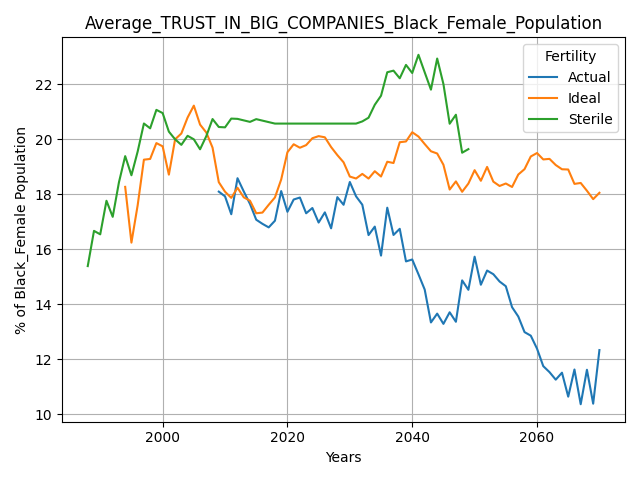 Average_TRUST_IN_BIG_COMPANIES_Black_Female_Population
Fertility
Actual
Ideal
Sterile
% of Black_Female Population
22
20
18
16
14
12
10
2000
2020
2040
2060
Years